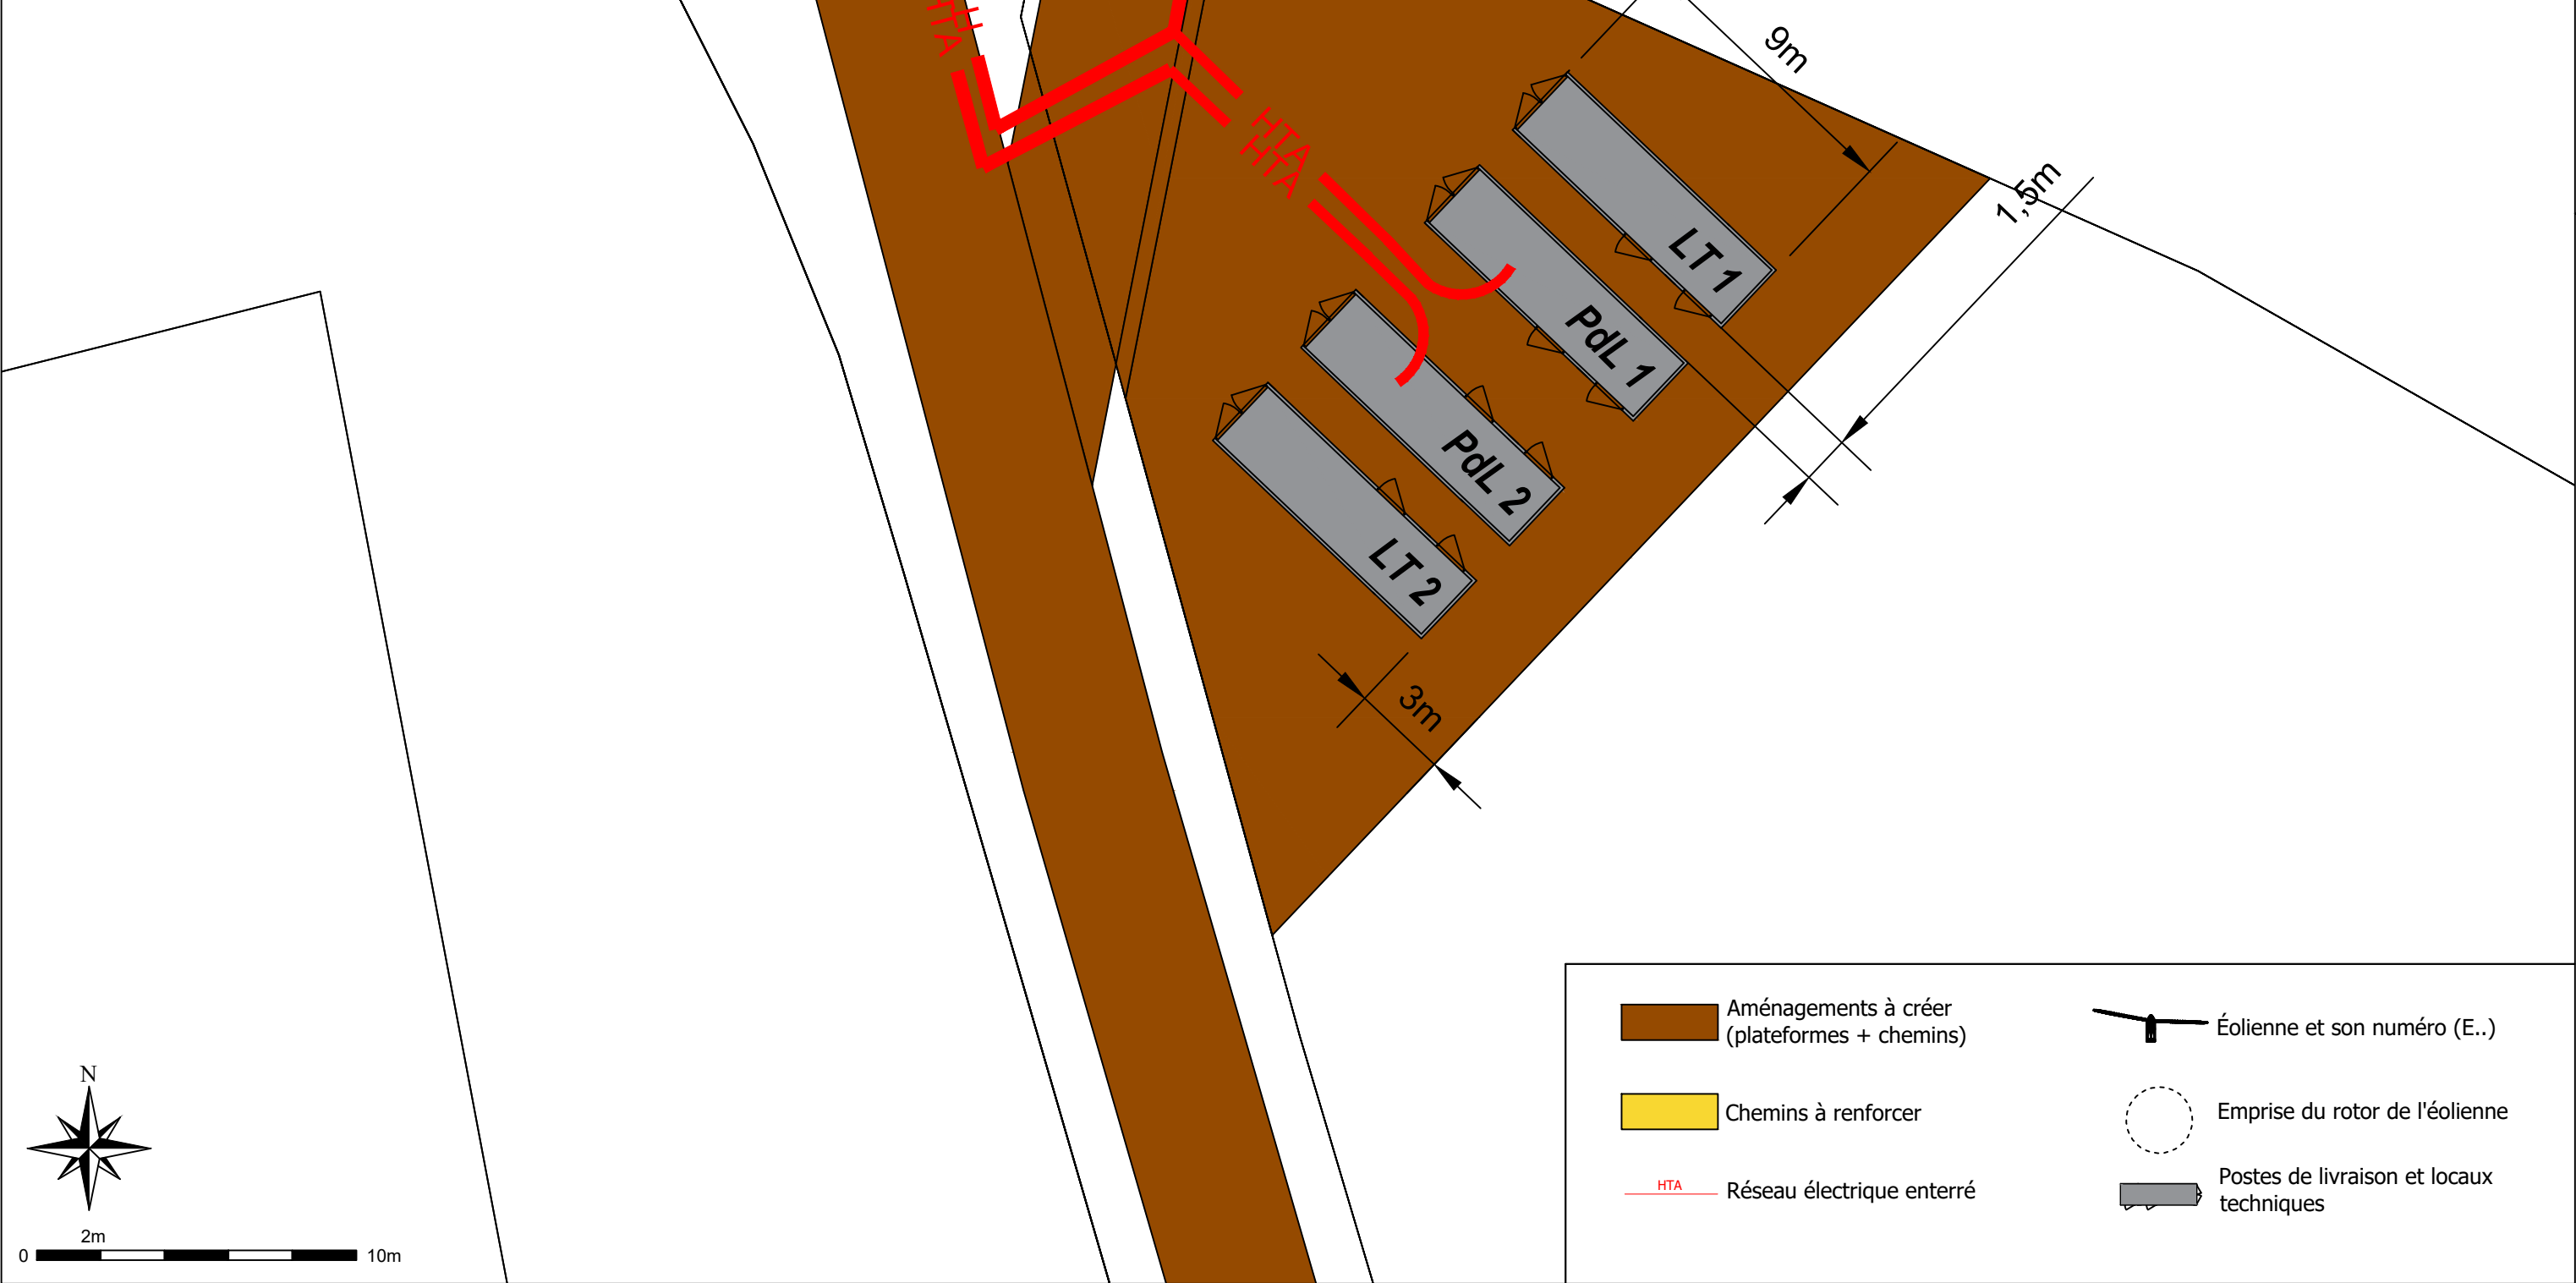 HTA
9m
HTA
HTA
1,5m
LT 1
PdL 1
PdL 2
LT 2
3m
Aménagements à créer
(plateformes + chemins)
Éolienne et son numéro (E..)
Chemins à renforcer
Emprise du rotor de l'éolienne
HTA
Réseau électrique enterré
Postes de livraison et locaux
techniques
N
2m
0
10m